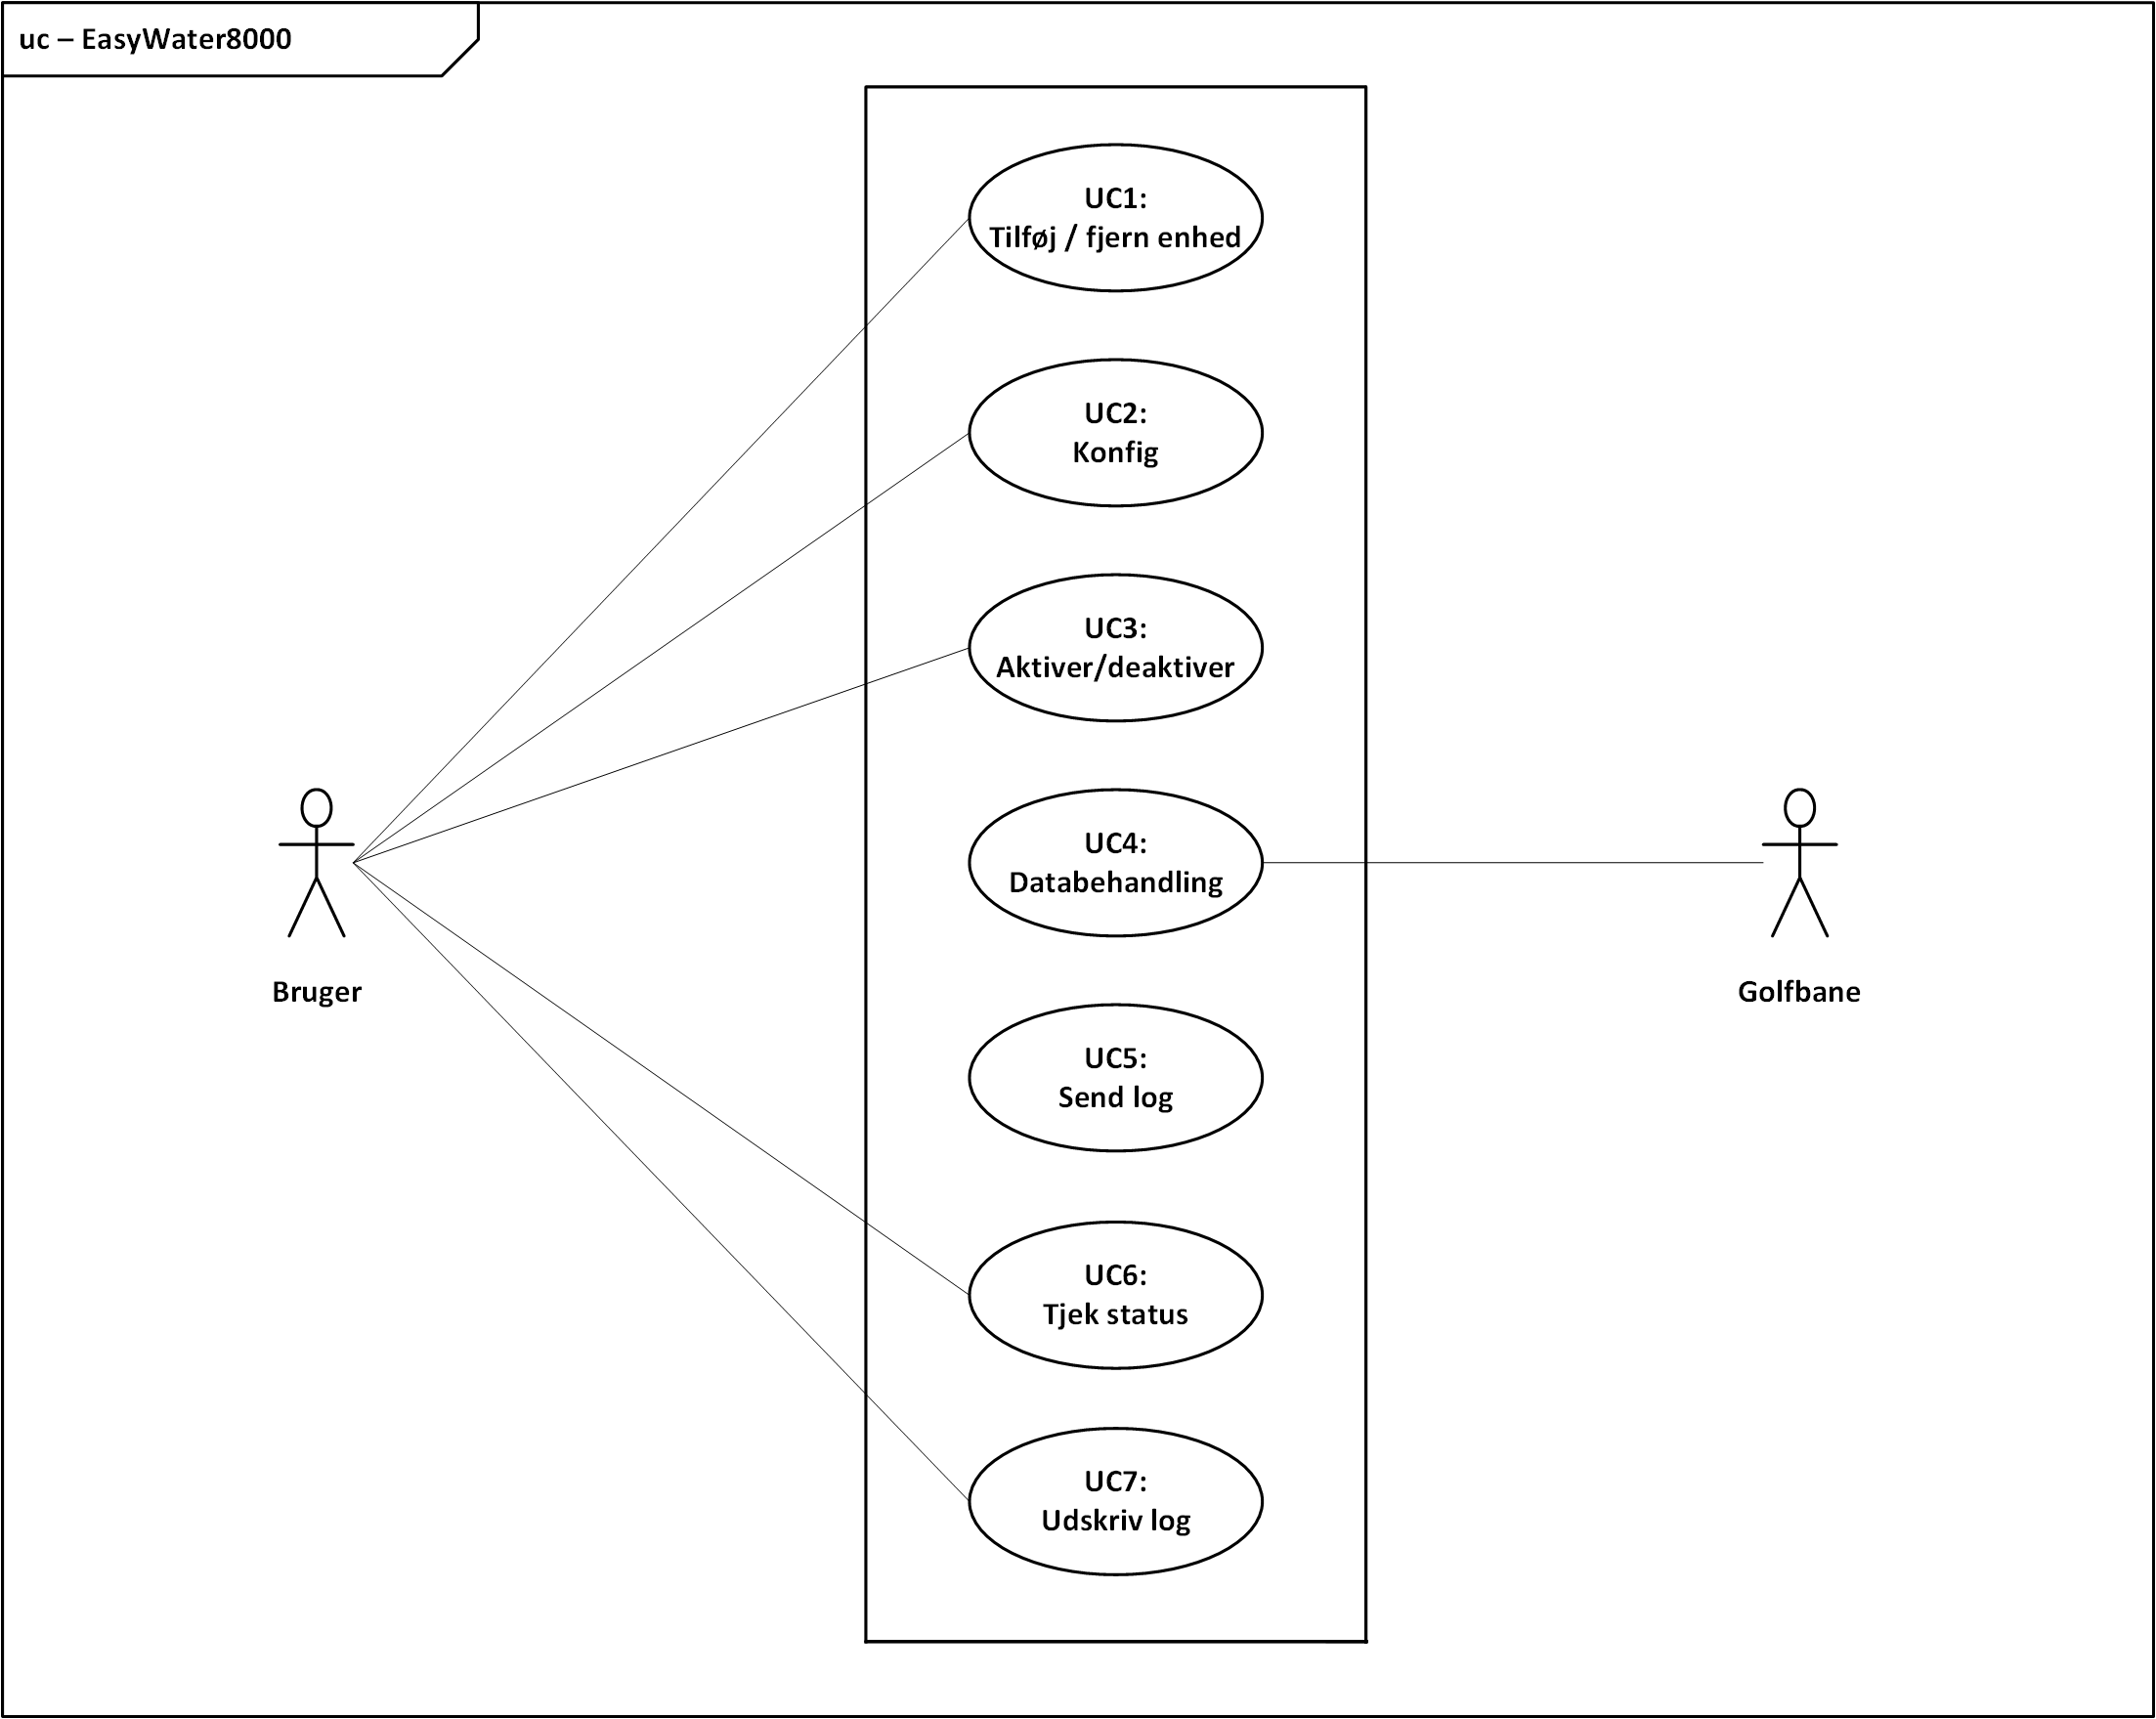 uc – EasyWater8000
UC1:
Tilføj / fjern enhed
UC2:
Konfig
UC3:
Aktiver/deaktiver
UC4:
Databehandling
Bruger
Golfbane
UC5:
Send log
UC6:
Tjek status
UC7:
Udskriv log